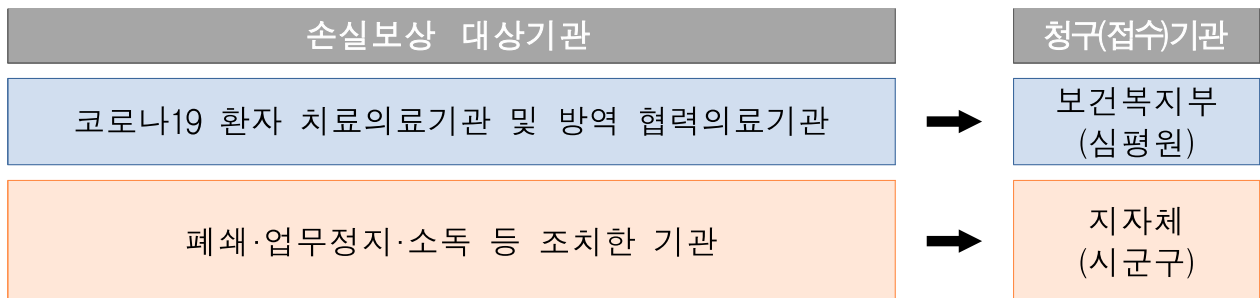 손실보상 대상기관
청구(접수)기관
코로나19 환자 치료의료기관 및 방역 협력의료기관
보건복지부
(심평원)
폐쇄·업무정지·소독 등 조치한 기관
지자체
(시군구)